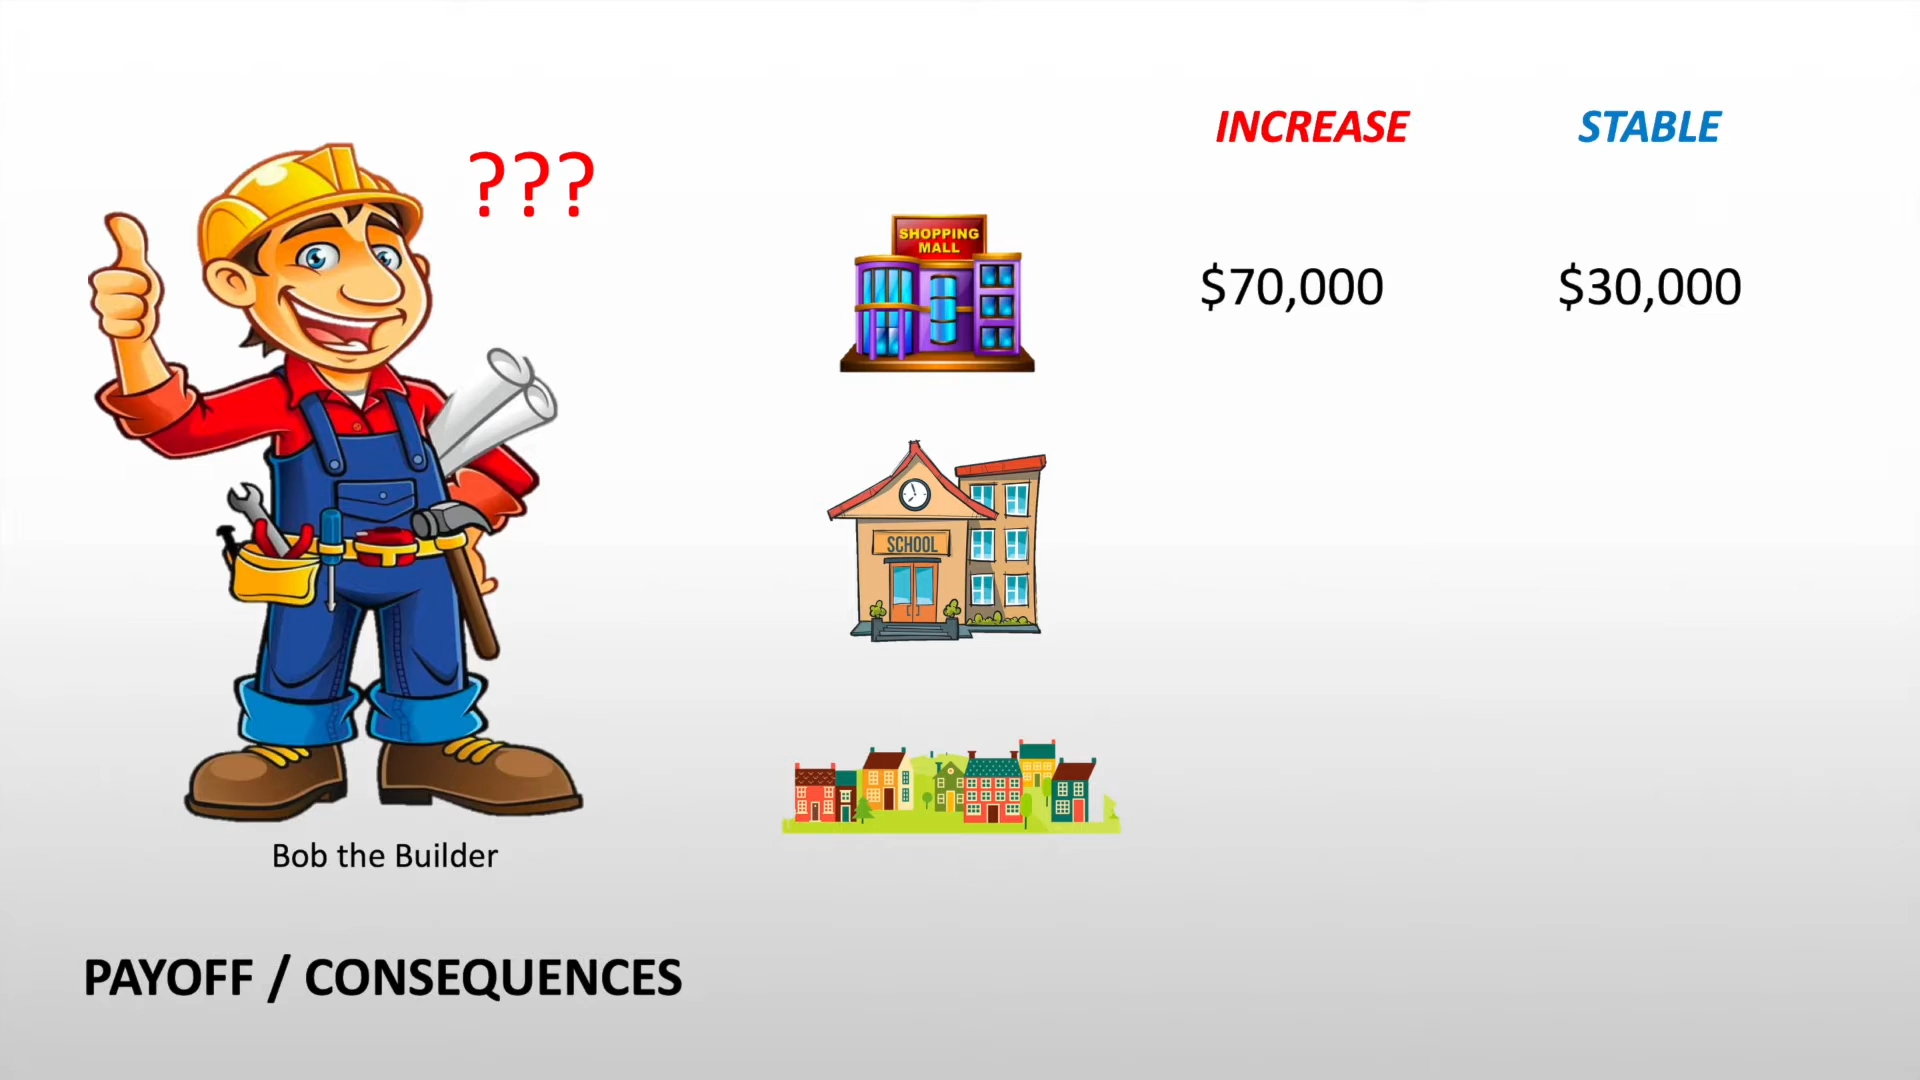 INCREASE STABLE
???
SHOPPING
MALL
$70,000 $30,000
SCHOOL
Bob the Builder
PAYOFF / CONSEQUENCES